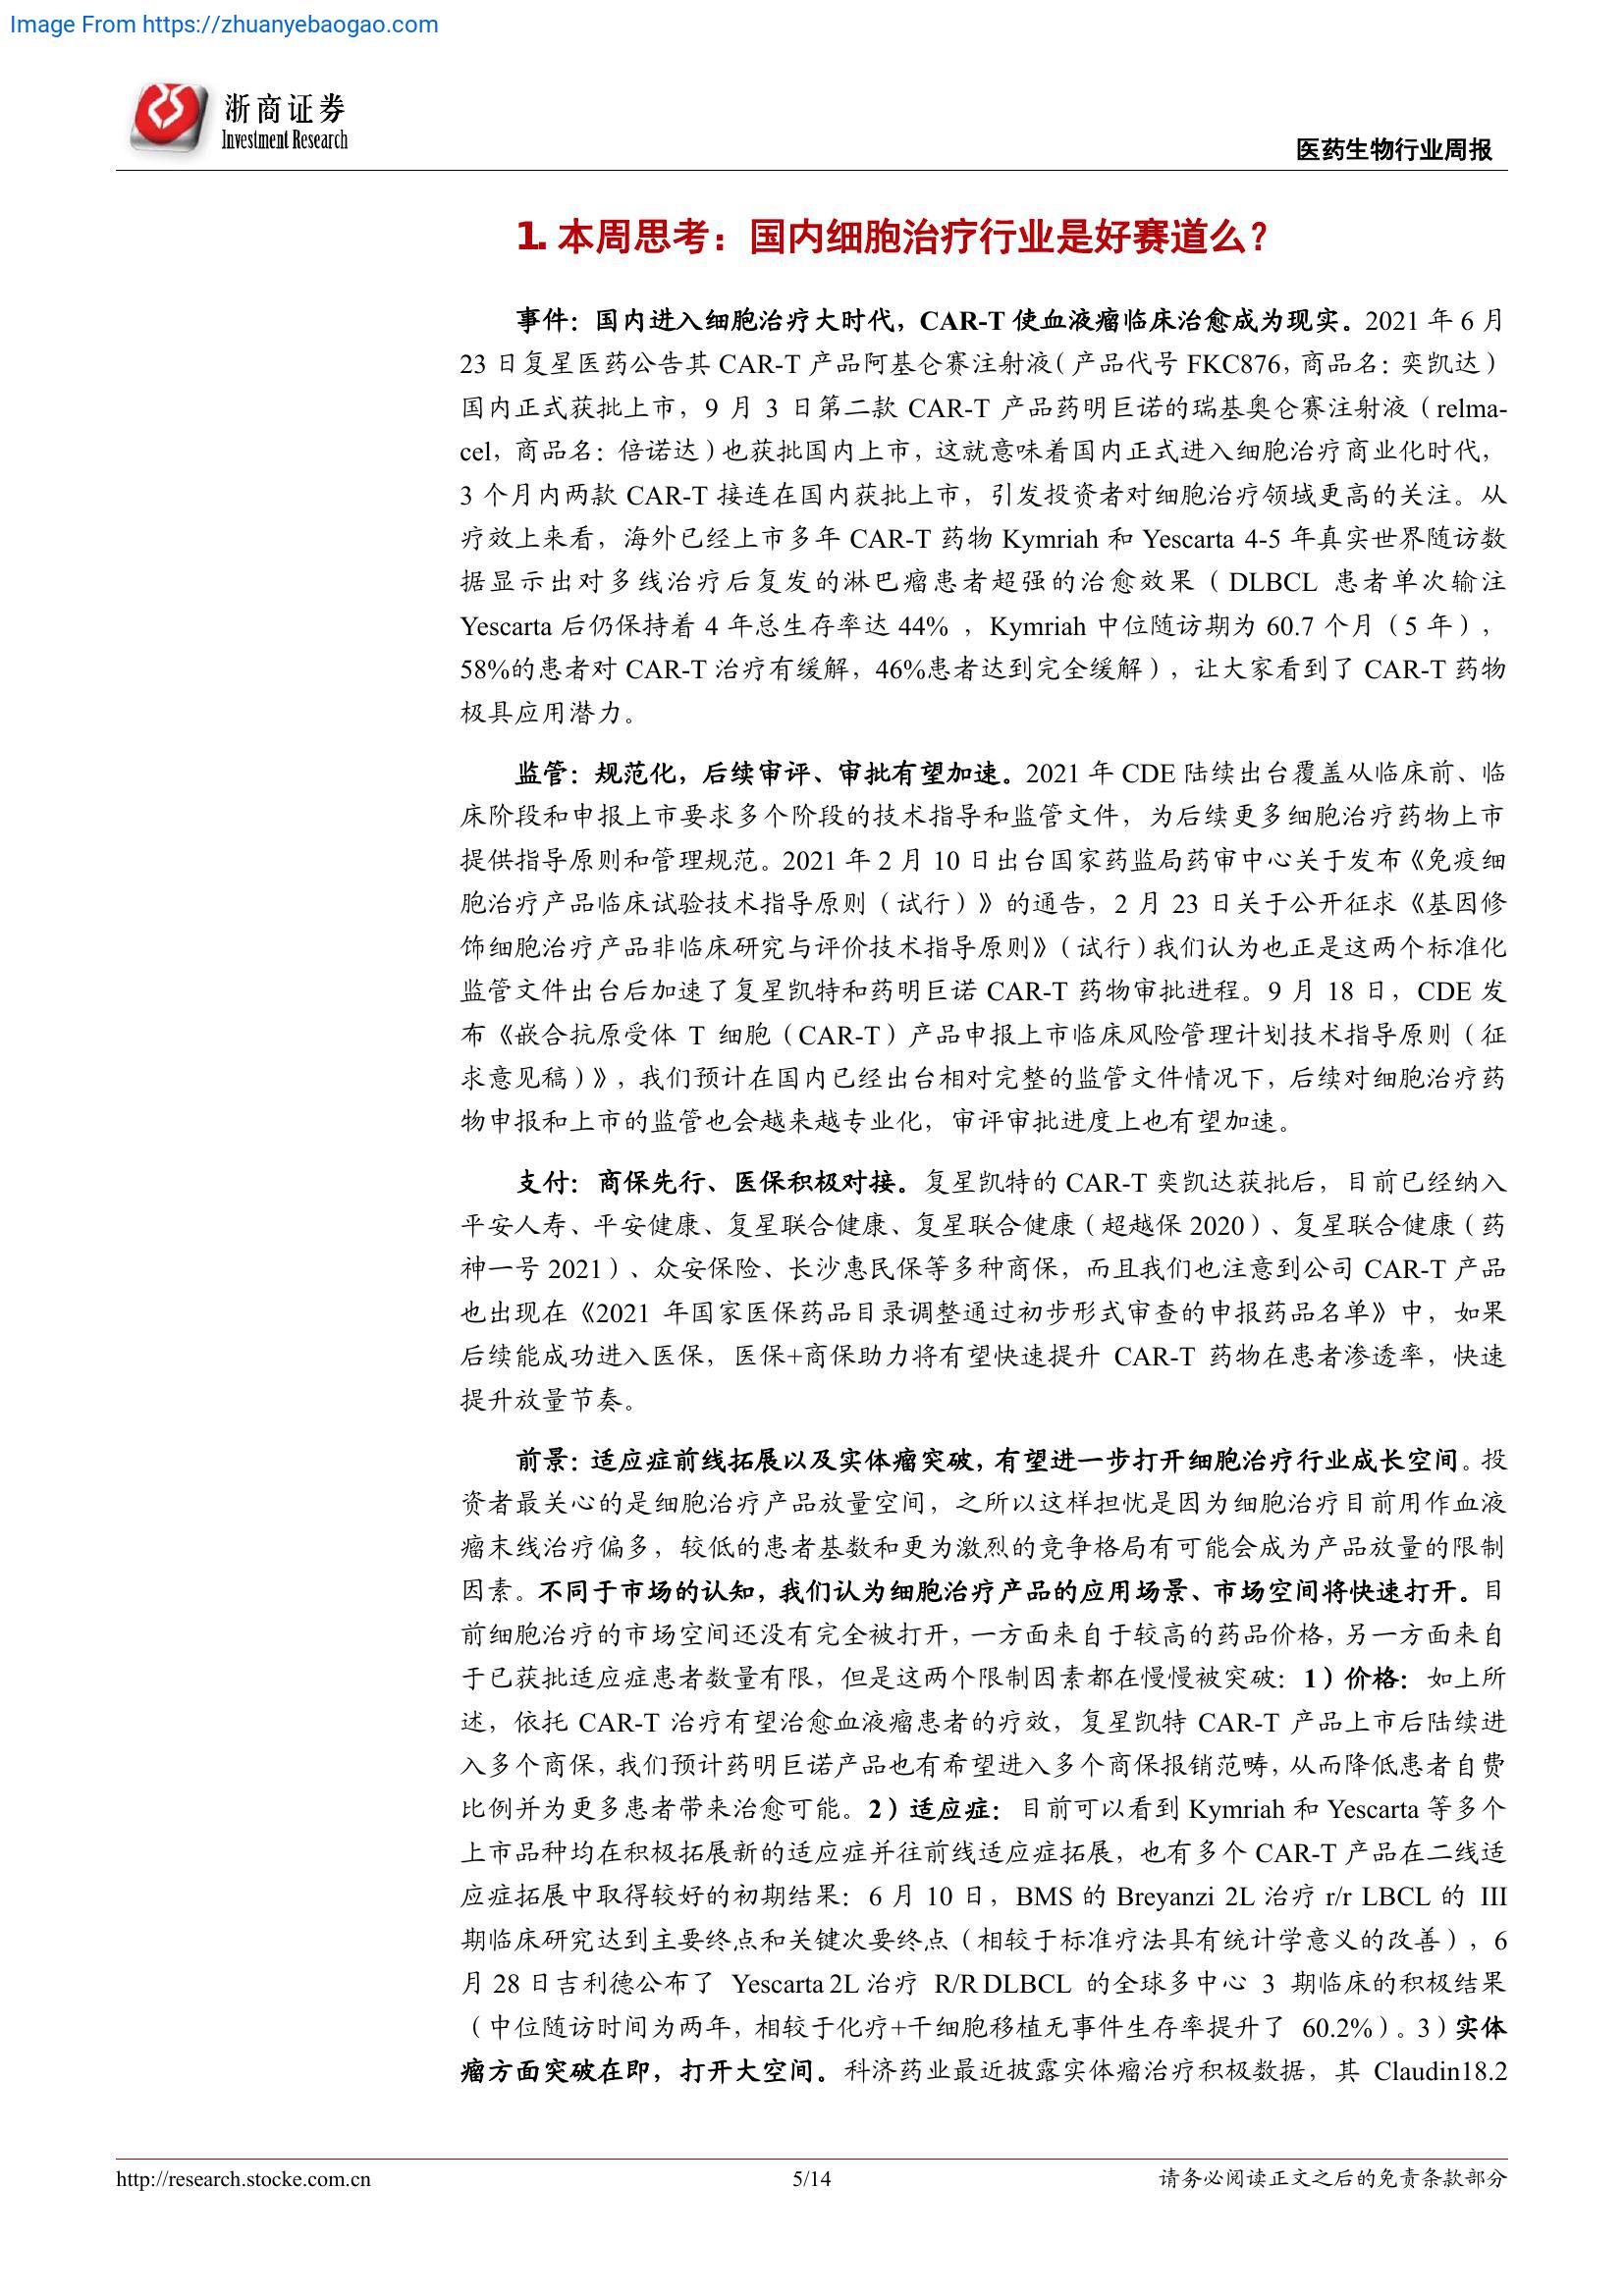 Image From https://zhuanyebaogao.com
浙商证券
Investment Research
医药生物行业周报
1. 本周思考：国内细胞治疗行业是好赛道么？
事件：国内进入细胞治疗大时代，CAR-T 使血液瘤临床治愈成为现实。2021 年 6 月
23 日复星医药公告其 CAR-T 产品阿基仑赛注射液（产品代号 FKC876，商品名：奕凯达）
国内正式获批上市，9 月 3 日第二款 CAR-T 产品药明巨诺的瑞基奥仑赛注射液（relma-
cel，商品名：倍诺达）也获批国内上市，这就意味着国内正式进入细胞治疗商业化时代，
3 个月内两款 CAR-T 接连在国内获批上市，引发投资者对细胞治疗领域更高的关注。从
疗效上来看，海外已经上市多年 CAR-T 药物 Kymriah 和 Yescarta 4-5 年真实世界随访数
据显示出对多线治疗后复发的淋巴瘤患者超强的治愈效果（DLBCL 患者单次输注
Yescarta 后仍保持着 4 年总生存率达 44% ，Kymriah 中位随访期为 60.7 个月（5 年），
58%的患者对 CAR-T 治疗有缓解，46%患者达到完全缓解），让大家看到了 CAR-T 药物
极具应用潜力。
监管：规范化，后续审评、审批有望加速。2021 年 CDE 陆续出台覆盖从临床前、临
床阶段和申报上市要求多个阶段的技术指导和监管文件，为后续更多细胞治疗药物上市
提供指导原则和管理规范。2021 年 2 月 10 日出台国家药监局药审中心关于发布《免疫细
胞治疗产品临床试验技术指导原则（试行）》的通告，2 月 23 日关于公开征求《基因修
饰细胞治疗产品非临床研究与评价技术指导原则》（试行）我们认为也正是这两个标准化
监管文件出台后加速了复星凯特和药明巨诺 CAR-T 药物审批进程。9 月 18 日，CDE 发
布《嵌合抗原受体 T 细胞（CAR-T）产品申报上市临床风险管理计划技术指导原则（征
求意见稿）》，我们预计在国内已经出台相对完整的监管文件情况下，后续对细胞治疗药
物申报和上市的监管也会越来越专业化，审评审批进度上也有望加速。
支付：商保先行、医保积极对接。复星凯特的 CAR-T 奕凯达获批后，目前已经纳入
平安人寿、平安健康、复星联合健康、复星联合健康（超越保 2020）、复星联合健康（药
神一号 2021）、众安保险、长沙惠民保等多种商保，而且我们也注意到公司 CAR-T 产品
也出现在《2021 年国家医保药品目录调整通过初步形式审查的申报药品名单》中，如果
后续能成功进入医保，医保+商保助力将有望快速提升 CAR-T 药物在患者渗透率，快速
提升放量节奏。
前景：适应症前线拓展以及实体瘤突破，有望进一步打开细胞治疗行业成长空间。投
资者最关心的是细胞治疗产品放量空间，之所以这样担忧是因为细胞治疗目前用作血液
瘤末线治疗偏多，较低的患者基数和更为激烈的竞争格局有可能会成为产品放量的限制
因素。不同于市场的认知，我们认为细胞治疗产品的应用场景、市场空间将快速打开。目
前细胞治疗的市场空间还没有完全被打开，一方面来自于较高的药品价格，另一方面来自
于已获批适应症患者数量有限，但是这两个限制因素都在慢慢被突破：1）价格：如上所
述，依托 CAR-T 治疗有望治愈血液瘤患者的疗效，复星凯特 CAR-T 产品上市后陆续进
入多个商保，我们预计药明巨诺产品也有希望进入多个商保报销范畴，从而降低患者自费
比例并为更多患者带来治愈可能。2）适应症：目前可以看到 Kymriah 和 Yescarta 等多个
上市品种均在积极拓展新的适应症并往前线适应症拓展，也有多个 CAR-T 产品在二线适
应症拓展中取得较好的初期结果：6 月 10 日，BMS 的 Breyanzi 2L 治疗 r/r LBCL 的 III
期临床研究达到主要终点和关键次要终点（相较于标准疗法具有统计学意义的改善），6
月 28 日吉利德公布了 Yescarta 2L 治疗 R/R DLBCL 的全球多中心 3 期临床的积极结果
（中位随访时间为两年，相较于化疗+干细胞移植无事件生存率提升了 60.2%）。3）实体
瘤方面突破在即，打开大空间。科济药业最近披露实体瘤治疗积极数据，其 Claudin18.2
http://research.stocke.com.cn
5/14
请务必阅读正文之后的免责条款部分